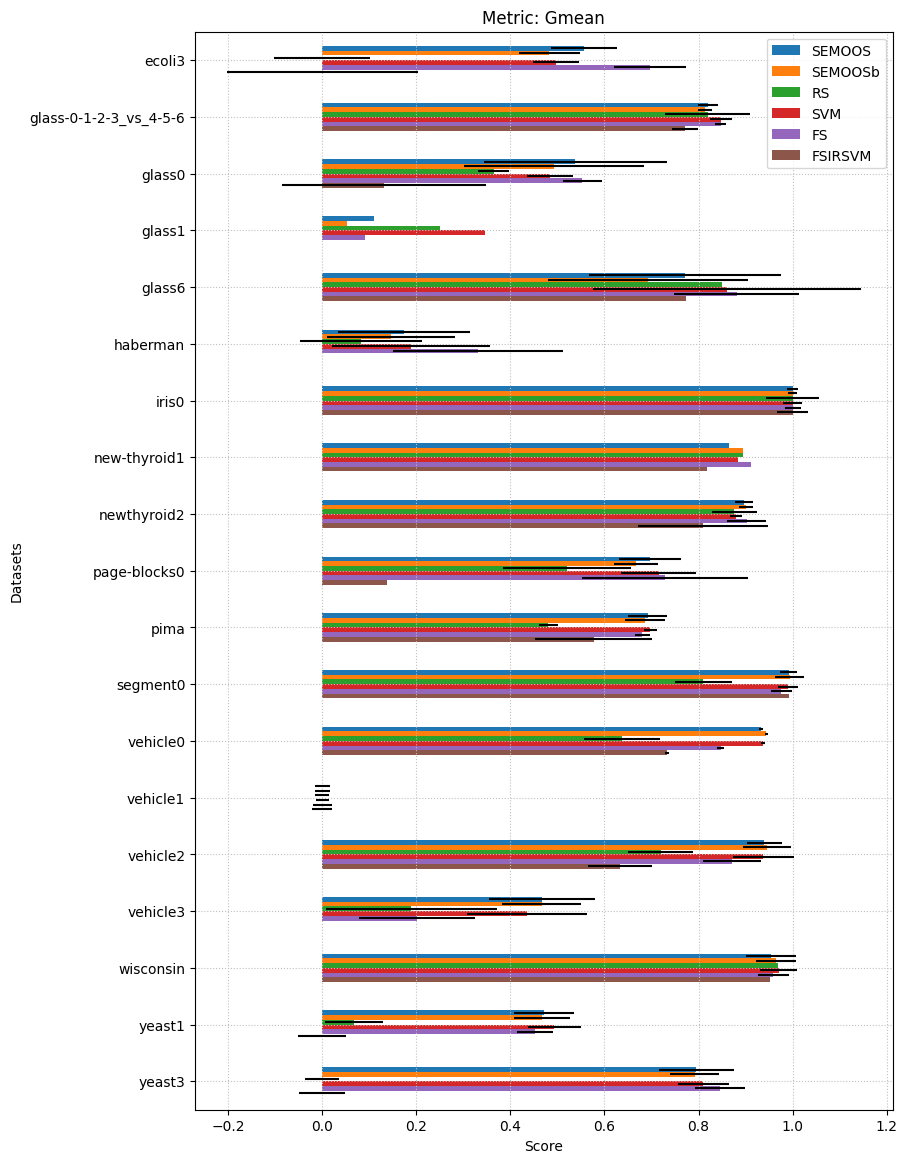 Metric: Gmean
SEMOOS
SEMOOSb
RS
SVM
FS
FSIRSVM
Datasets
ecoli3
glass-0-1-2-3_vs_4-5-6
glass0
glass1
glass6
haberman
iris0
new-thyroid1
newthyroid2
page-blocks0
pima
segment0
vehicle0
vehicle1
vehicle2
vehicle3
wisconsin
yeast1
yeast3
−0.2 0.0 0.2 0.4 0.6 0.8 1.0 1.2
Score